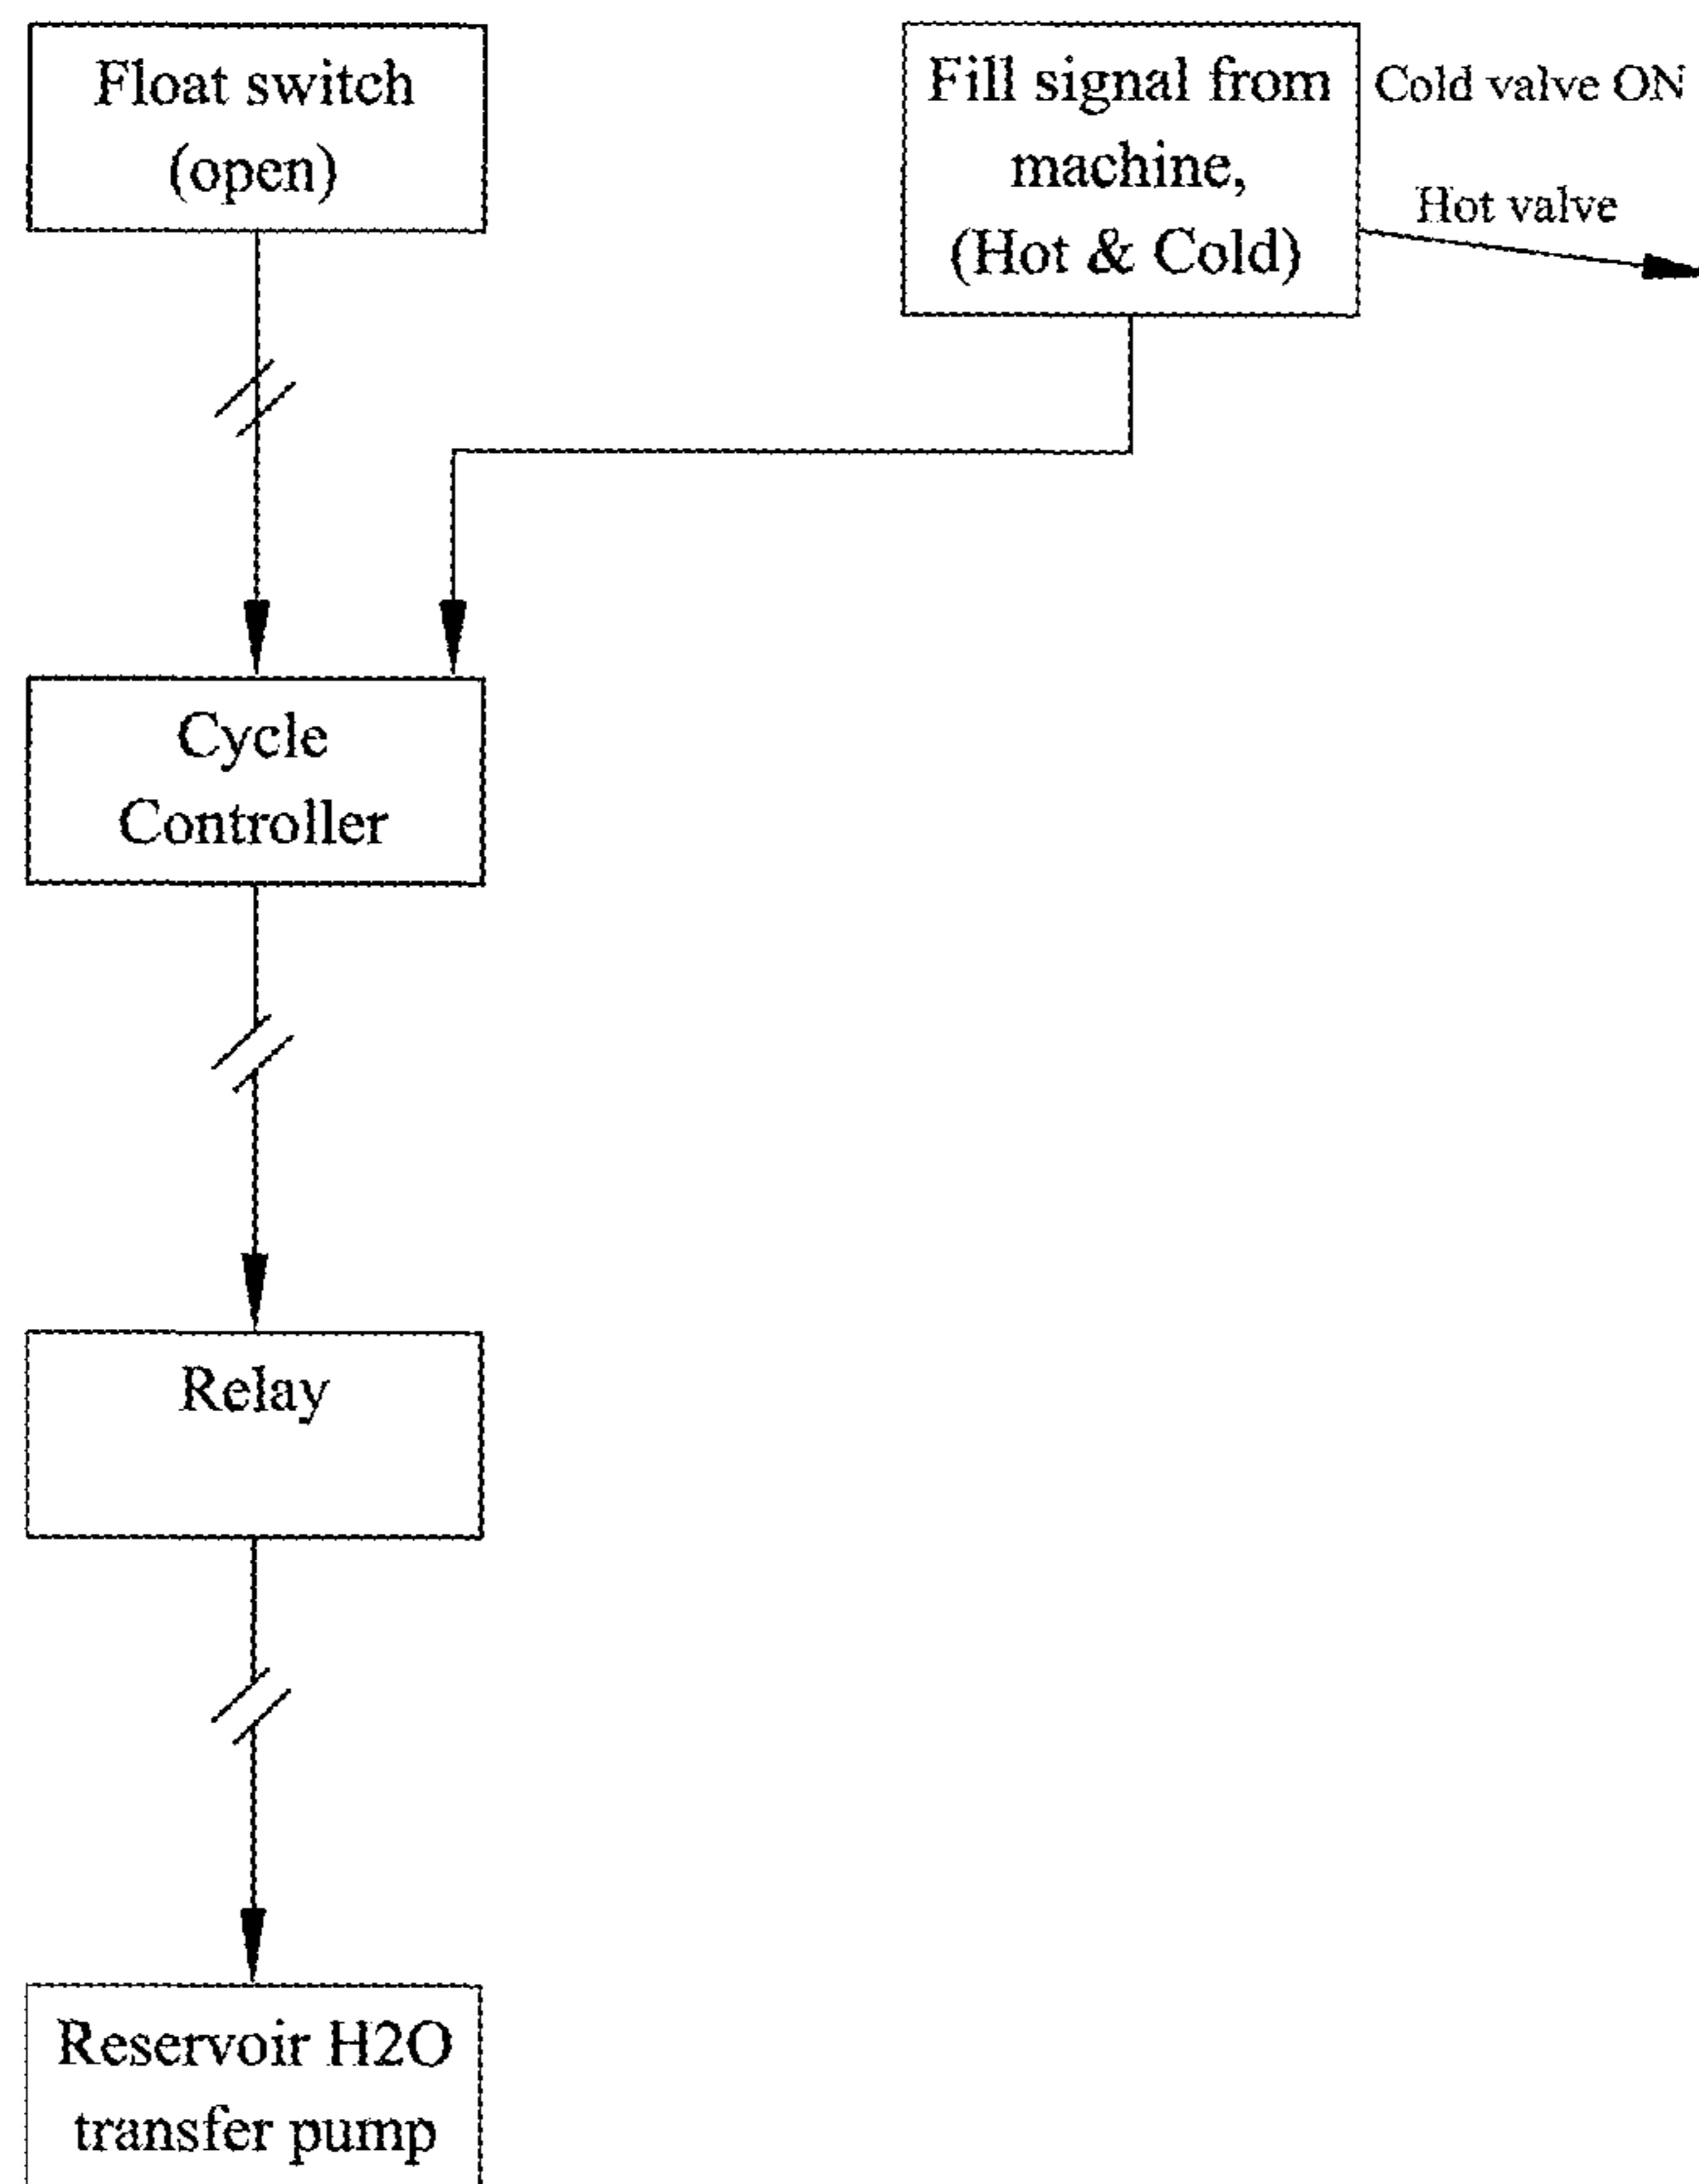 Float switch
(open)
Fill signal from
machine,
(Hot & Cold)
Cold valve ON
Hot valve
Cycle
Controller
Relay
Reservoir H2O
transfer pump